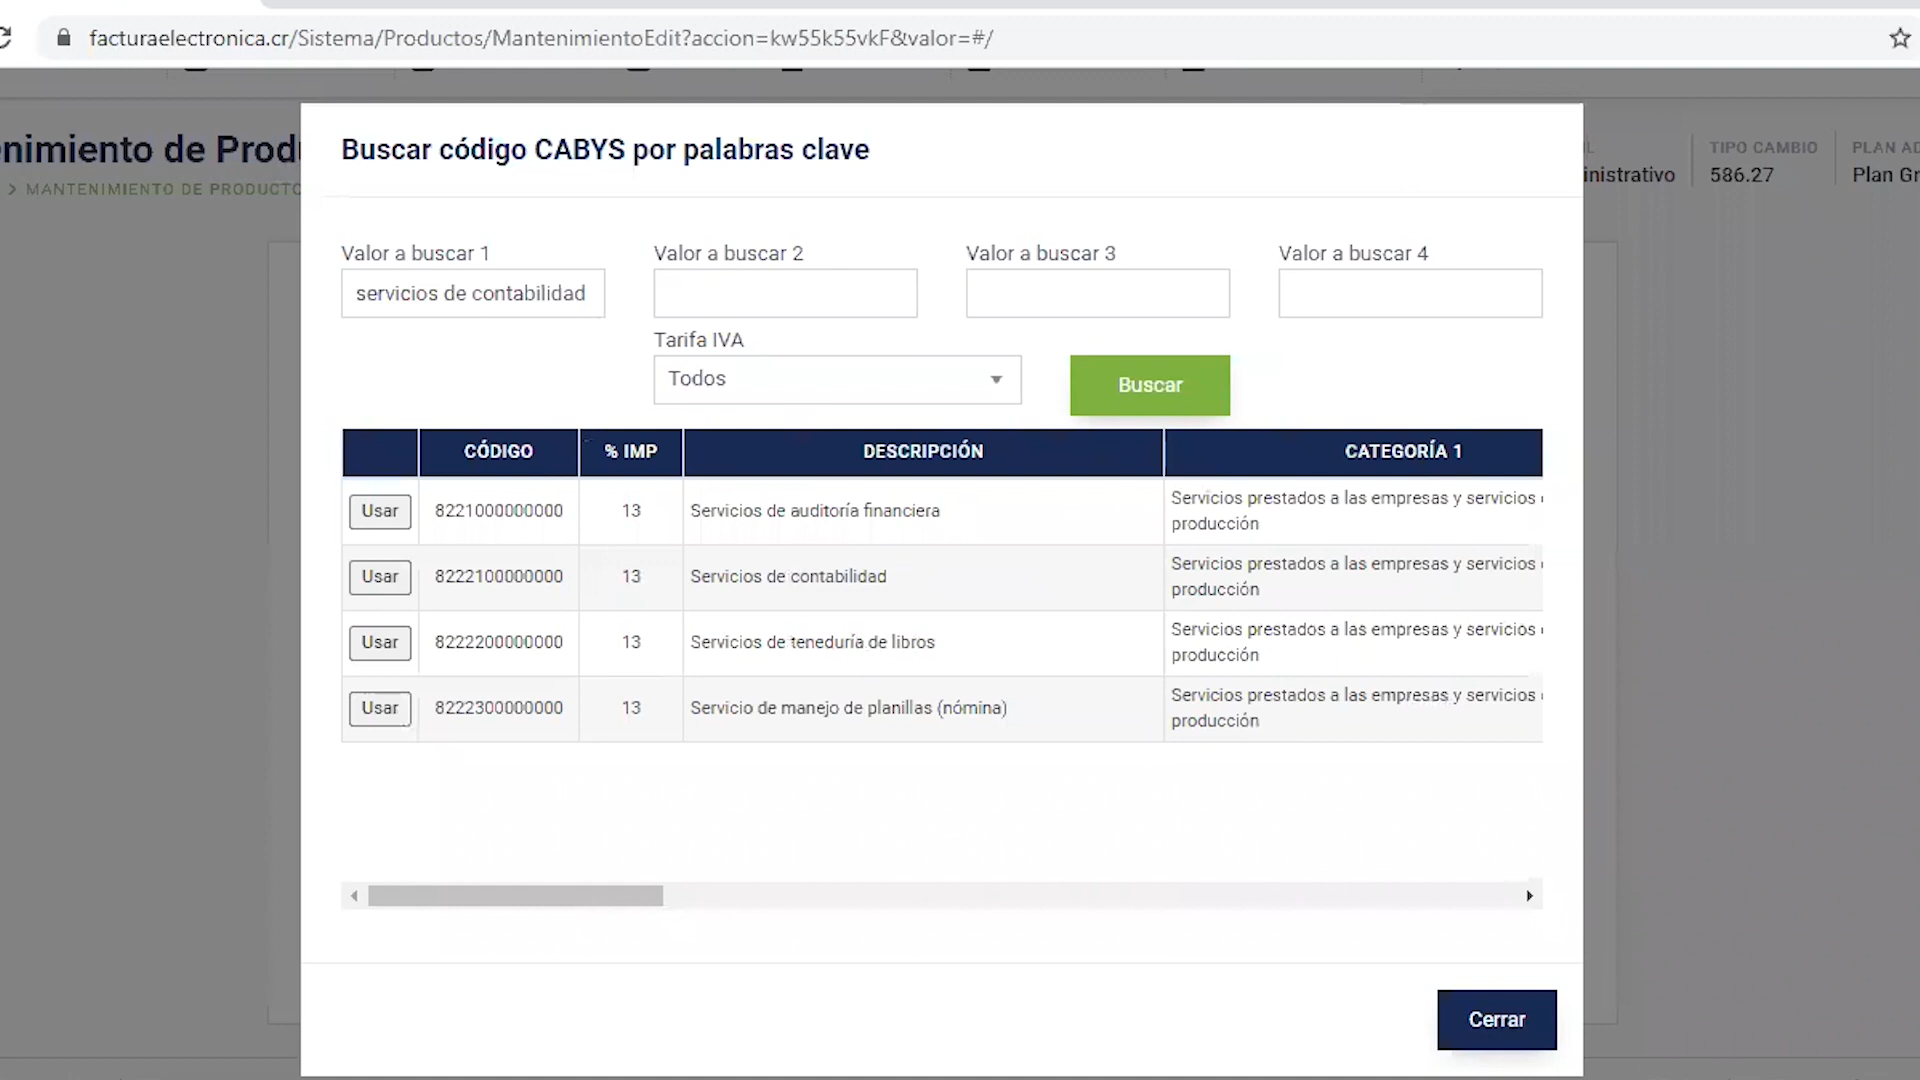 facturaelectronica.cr/Sistema/Productos/MantenimientoEdit?accion=kw55k55vkF&valor=#/
nimiento de Prod
> MANTENIMIENTO DE PRODUCTO
inistrativo
TIPO CAMBIO
586.27
PLAN AD
Plan Gr
Buscar código CABYS por palabras clave
Valor a buscar 1
Valor a buscar 2
Valor a buscar 3
Valor a buscar 4
servicios de contabilidad
Tarifa IVA
Todos
Buscar
CÓDIGO % IMP DESCRIPCIÓN CATEGORÍA 1
Usar 8221000000000 13 Servicios de auditoría financiera Servicios prestados a las empresas y servicios
producción
Usar 8222100000000 13 Servicios de contabilidad Servicios prestados a las empresas y servicios
producción
Usar 8222200000000 13 Servicios de teneduría de libros Servicios prestados a las empresas y servicios
producción
Usar 8222300000000 13 Servicio de manejo de planillas (nómina) Servicios prestados a las empresas y servicios
producción
Cerrar